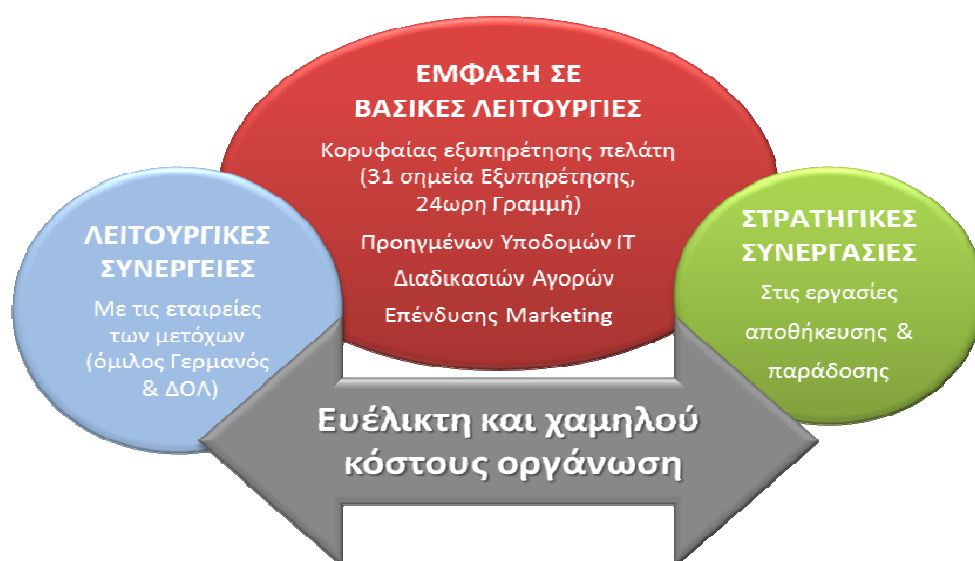 ΕΜΦΑΣΗ ΣΕ
ΒΑΣΙΚΕΣ ΛΕΙΤΟΥΡΓΙΕΣ
Κορυφαίας εξυπηρέτησης πελάτη
(31 σημεία Εξυπηρέτησης,
24ωρη Γραμμή)
Προηγμένων Υποδομών IT
Διαδικασιών Αγορών
Επένδυσης Marketing
ΛΕΙΤΟΥΡΓΙΚΕΣ
ΣΥΝΕΡΓΕΙΕΣ
Με τις εταιρείες
των μετόχων
(όμιλος Γερμανός
& ΔΟΛ)
ΣΤΡΑΤΗΓΙΚΕΣ
ΣΥΝΕΡΓΑΣΙΕΣ
Στις εργασίες
αποθήκευσης &
παράδοσης
Ευέλικτη και χαμηλού
κόστους οργάνωση